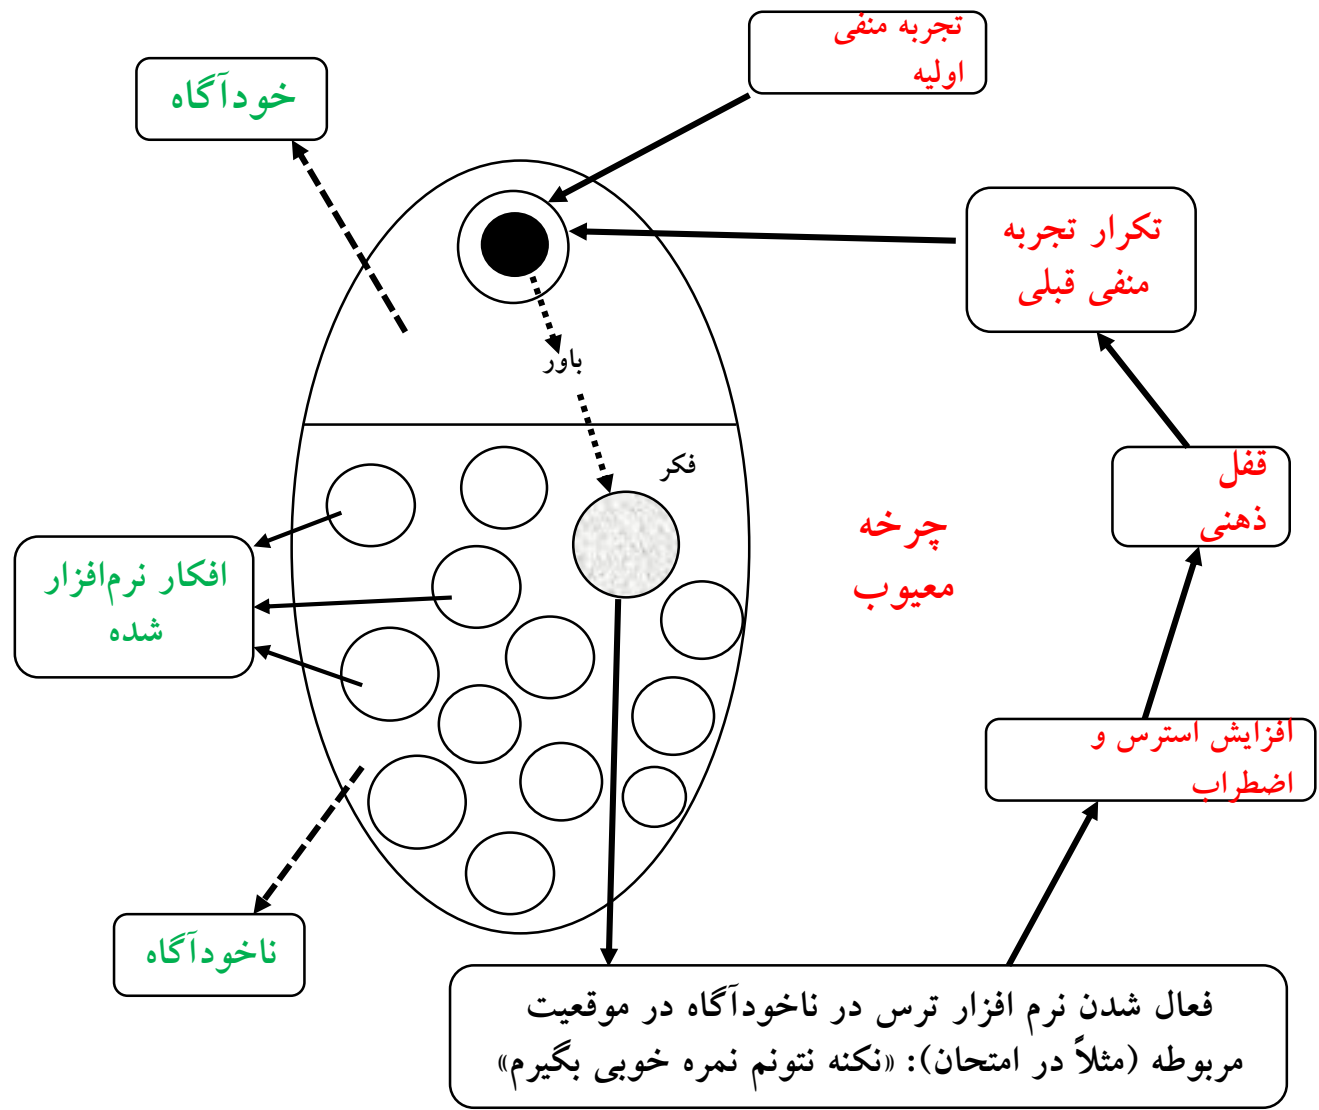 تجربه منفی
اولیه
خودآگاه
تکرار تجربه
منفی قبلی
باور
فکر
قفل
ذهنی
چرخه
معیوب
افکار نرم‌افزار
شده
افزایش استرس و
اضطراب
ناخودآگاه
فعال شدن نرم افزار ترس در ناخودآگاه در موقعیت
مربوطه (مثلاً در امتحان): «نکنه نتونم نمره خوبی بگیرم»